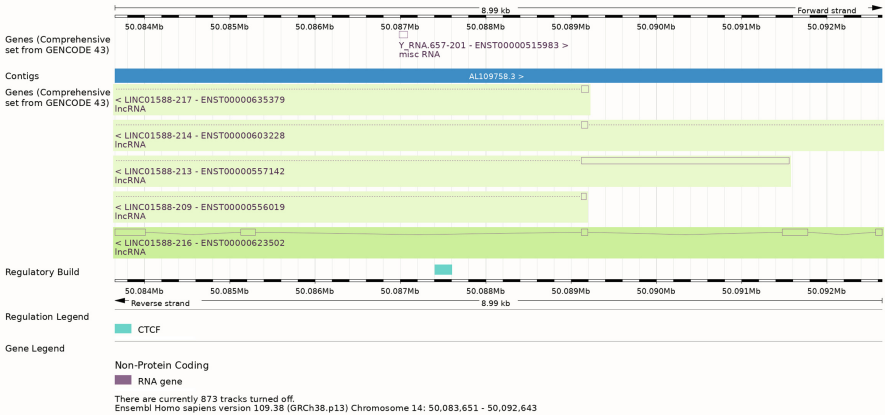 8.99 kb
Forward strand
50.084Mb 50.085Mb 50.086Mb 50.087Mb 50.088Mb 50.089Mb 50.090Mb 50.091Mb 50.092Mb
Genes (Comprehensive
set from GENCODE 43)
Y_RNA.657-201 - ENST00000515983 >
misc RNA
Contigs
AL109758.3 >
Genes (Comprehensive
set from GENCODE 43)
< LINC01588-217 - ENST00000635379
lncRNA
< LINC01588-214 - ENST00000603228
lncRNA
< LINC01588-213 - ENST00000557142
lncRNA
< LINC01588-209 - ENST00000556019
lncRNA
< LINC01588-216 - ENST00000623502
lncRNA
Regulatory Build
50.084Mb 50.085Mb 50.086Mb 50.087Mb 50.088Mb 50.089Mb 50.090Mb 50.091Mb 50.092Mb
Reverse strand
8.99 kb
Regulation Legend
CTCF
Gene Legend
Non-Protein Coding
RNA gene
There are currently 873 tracks turned off.
Ensembl Homo sapiens version 109.38 (GRCh38.p13) Chromosome 14: 50,083,651 - 50,092,643